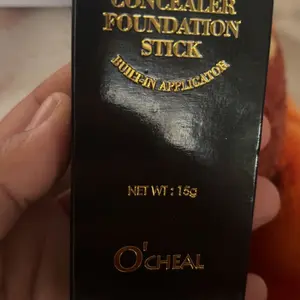 CONCEALER
FOUNDATION
STICK
BUILT-IN APPLICATOR
NET WT : 15g
O'CHEAL